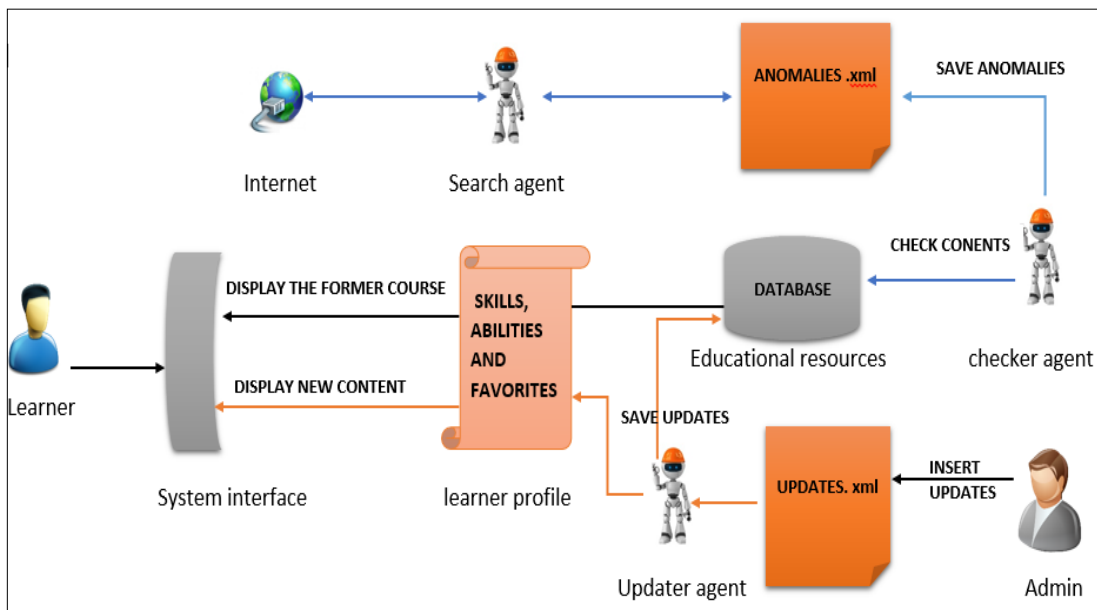 ANOMALIES .xml
SAVE ANOMALIES
Internet
Search agent
CHECK CONENTS
DISPLAY THE FORMER COURSE
SKILLS,
ABILITIES
AND
FAVORITES
DATABASE
Educational resources
checker agent
Learner
DISPLAY NEW CONTENT
SAVE UPDATES
System interface
learner profile
UPDATES. xml
INSERT
UPDATES
Updater agent
Admin